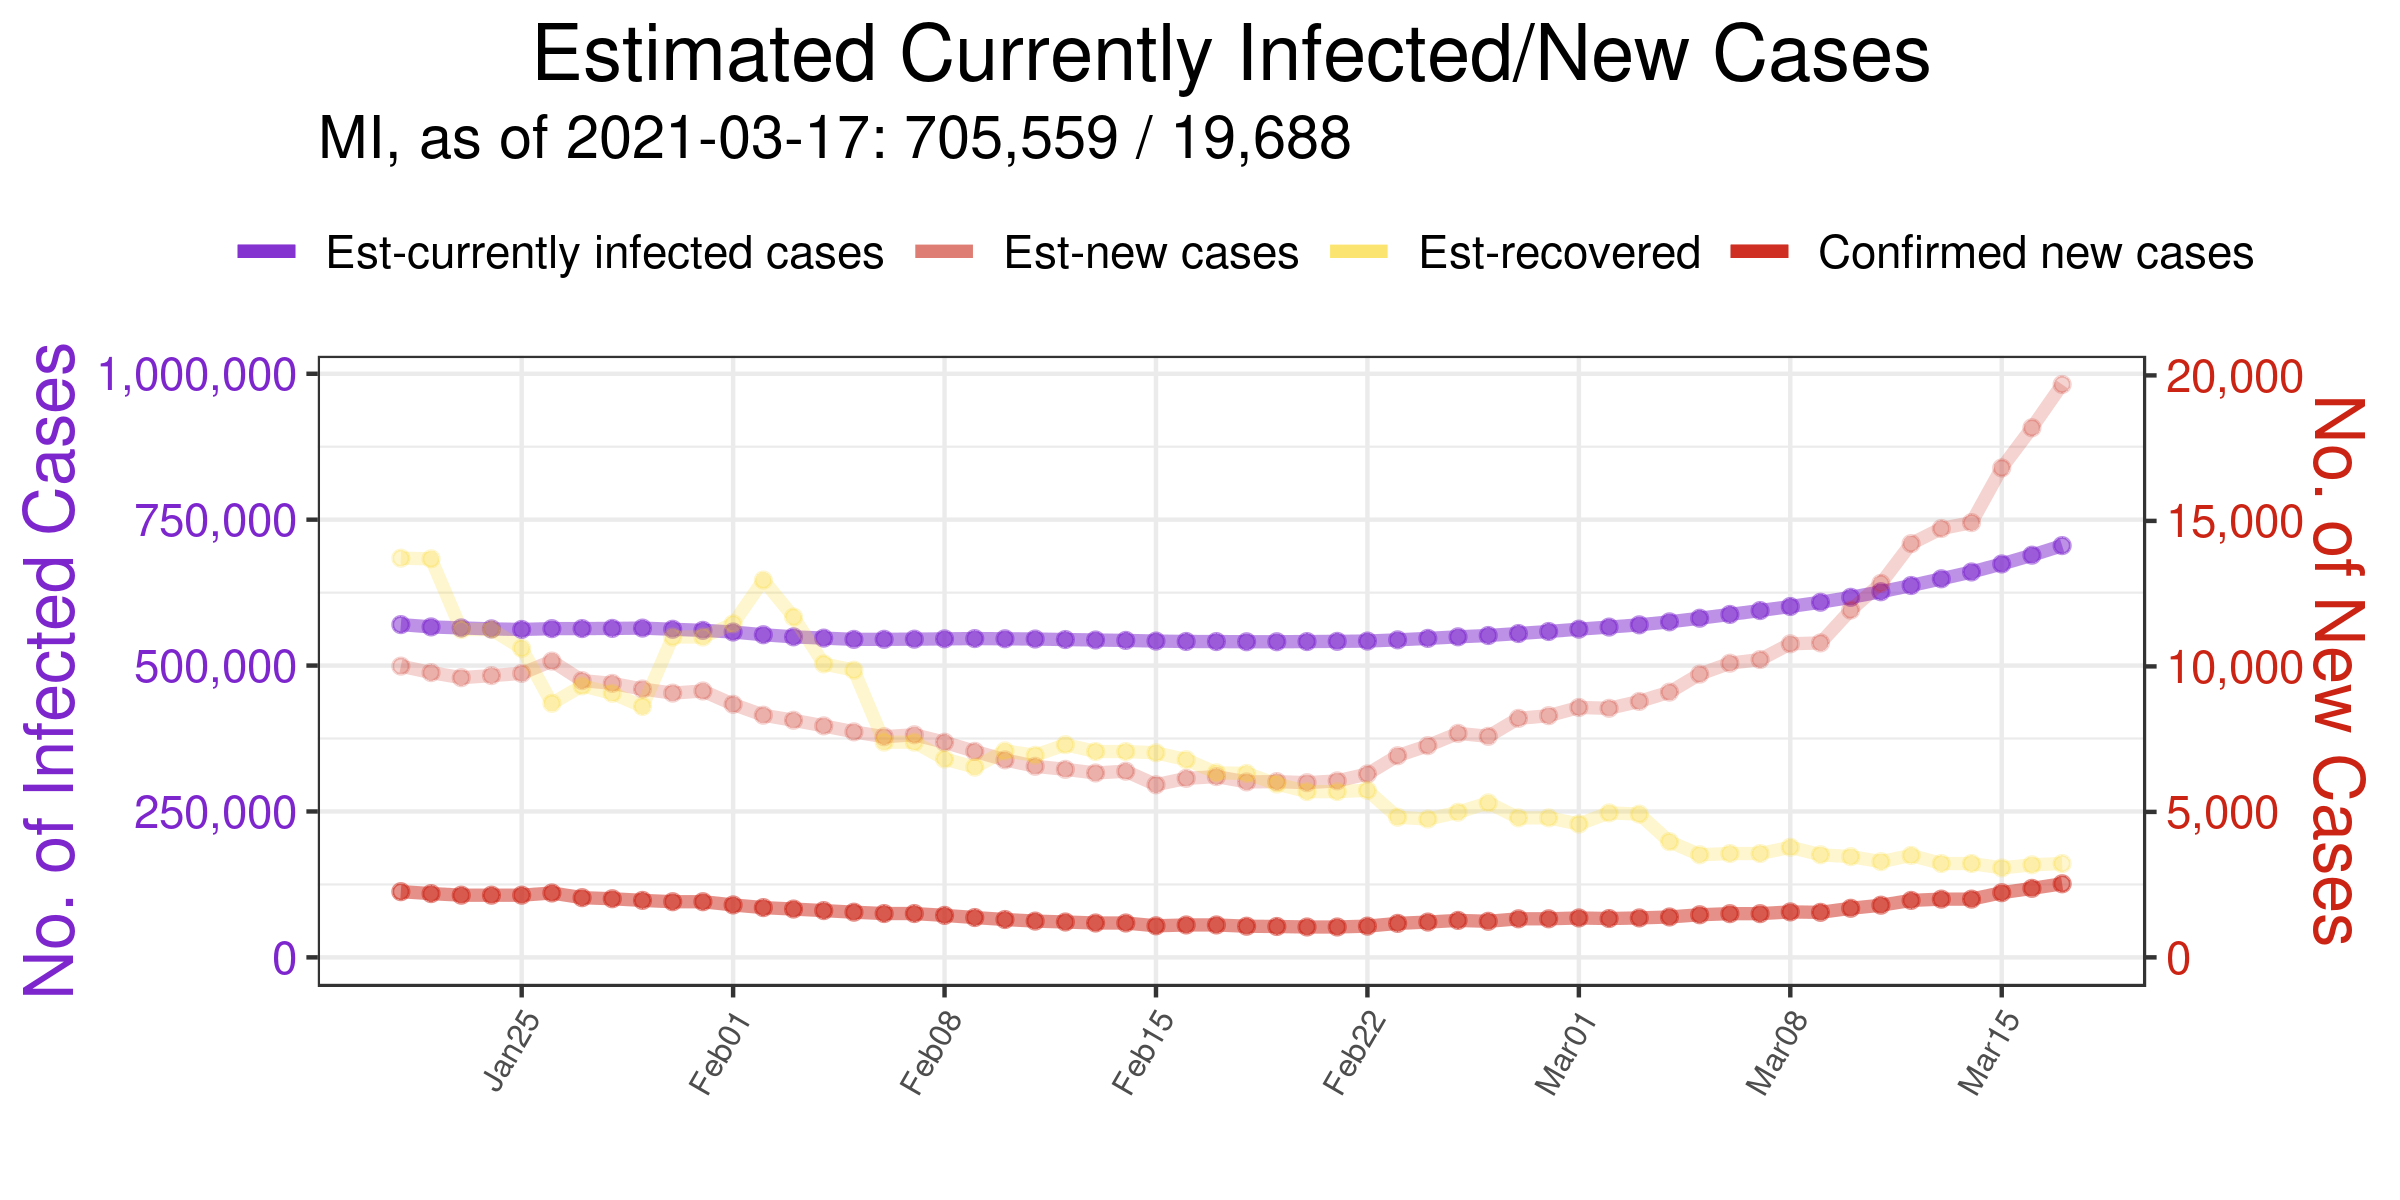 Estimated Currently Infected/New Cases
MI, as of 2021-03-17: 705,559 / 19,688
Est-currently infected cases Est-new cases Est-recovered Confirmed new cases
No. of Infected Cases
1,000,000
750,000
500,000
250,000
0
20,000
15,000
10,000
5,000
0
No. of New Cases
Jan25 Feb01 Feb08 Feb15 Feb22 Mar01 Mar08 Mar15